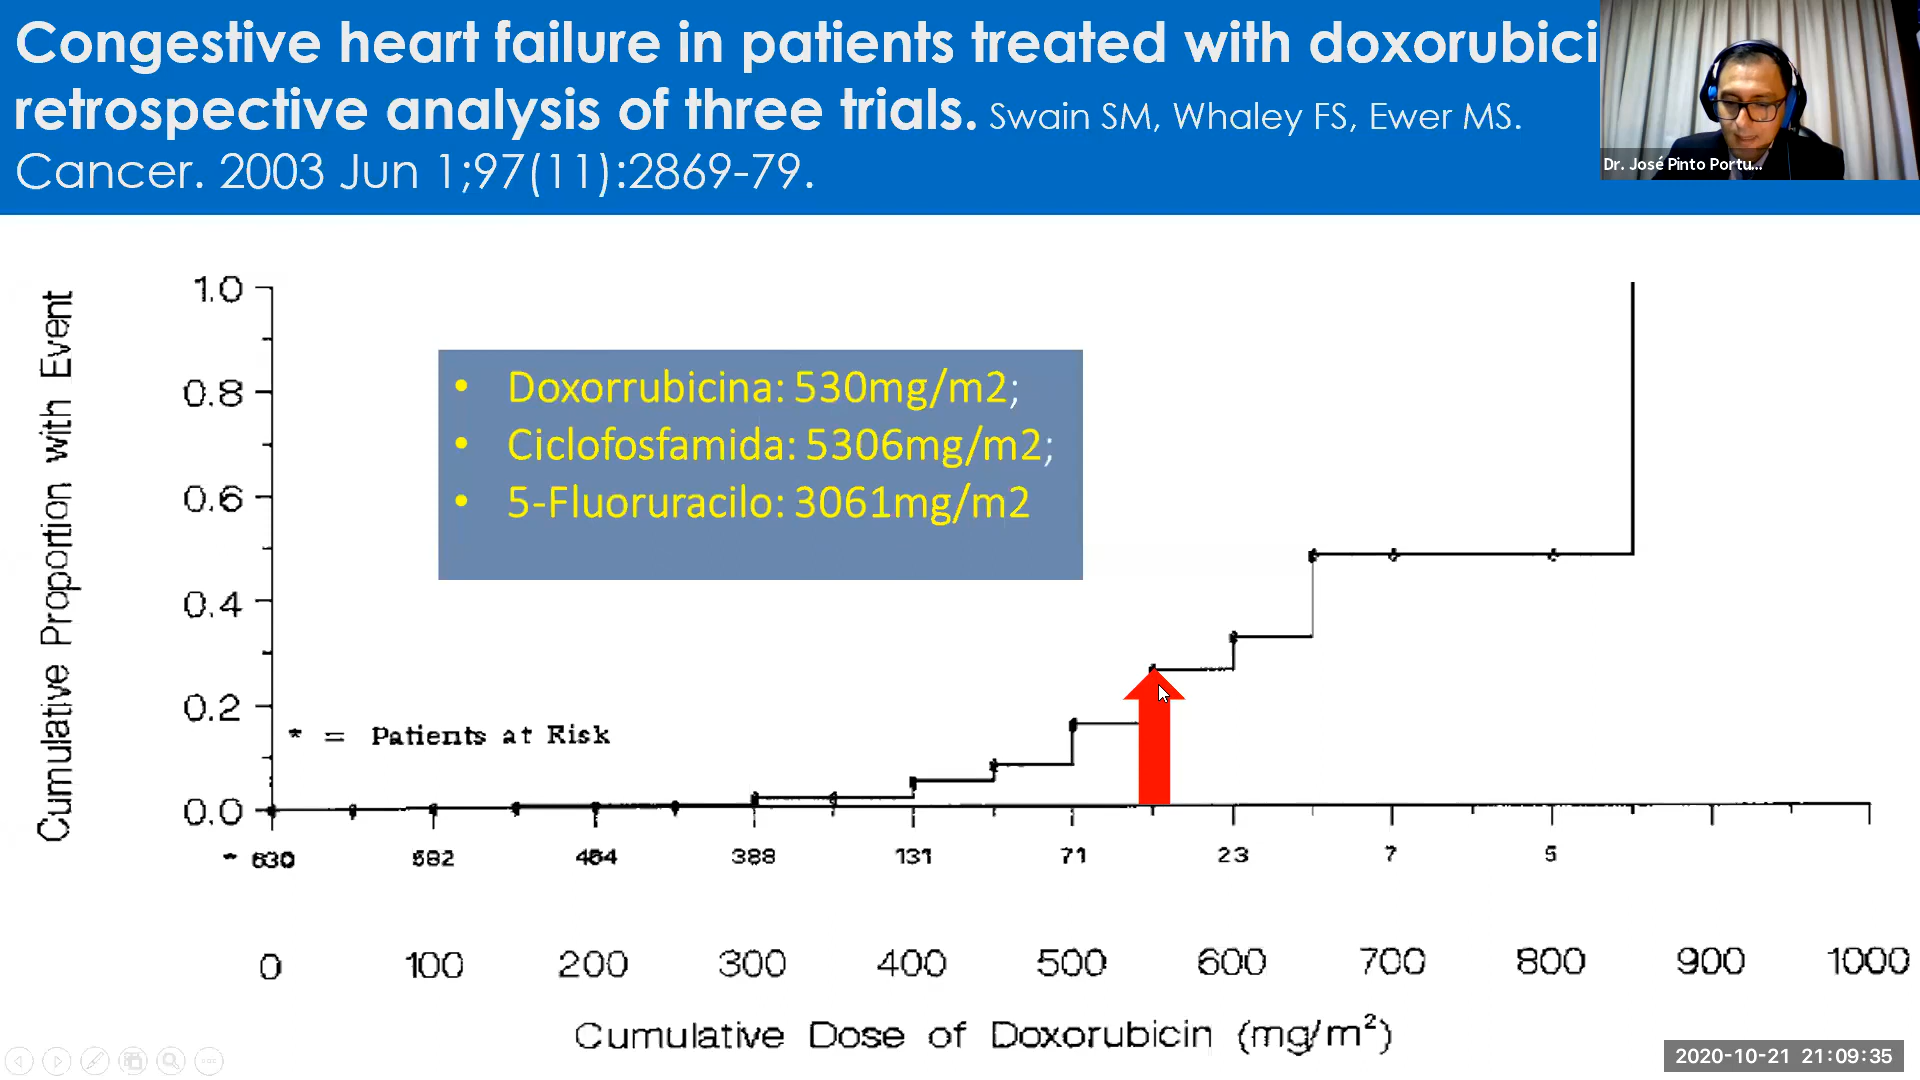 Congestive heart failure in patients treated with doxorubici
retrospective analysis of three trials. Swain SM, Whaley FS, Ewer MS.
Cancer. 2003 Jun 1;97(11):2869-79.
Dr. José Pinto Portu...
Cumulative Proportion with Event
1.0
0.8
0.6
0.4
0.2
0.0
• Doxorrubicina: 530mg/m2;
• Ciclofosfamida: 5306mg/m2;
• 5-Fluoruracilo: 3061mg/m2
* = Patients at Risk
* 630 582 464 388 131 71 23 7 5
0 100 200 300 400 500 600 700 800 900 1000
Cumulative Dose of Doxorubicin (mg/m²)
2020-10-21 21:09:35